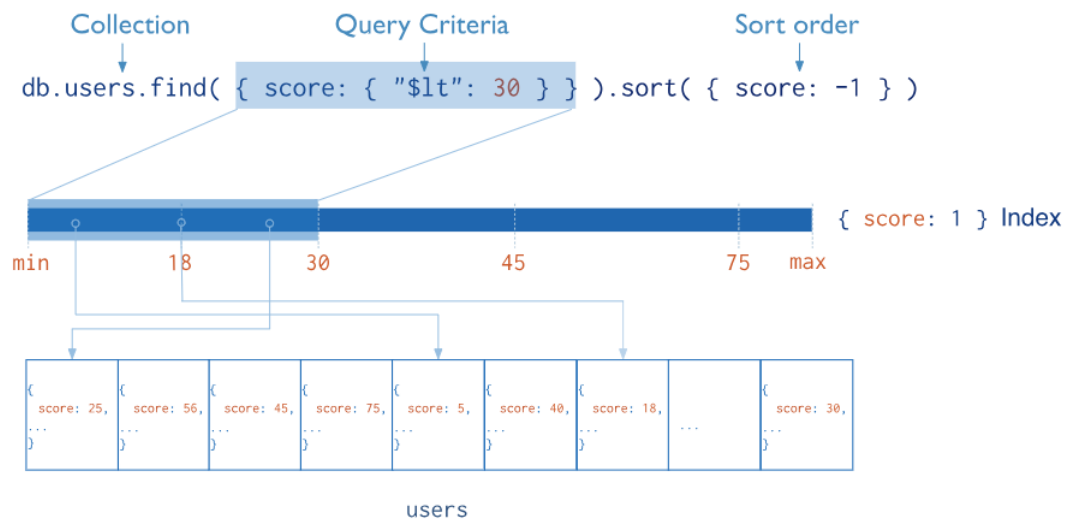 Collection Query Criteria Sort order
db.users.find( { score: { "$lt": 30 } } ).sort( { score: -1 } )
{ score: 1 } Index
min 18 30 45 75 max
{ { { { { { { {
score: 25, score: 56, score: 45, score: 75, score: 5, score: 40, score: 18, score: 30,
... ... ... ... ... ... ... ... ...
} } } } } } } }
users